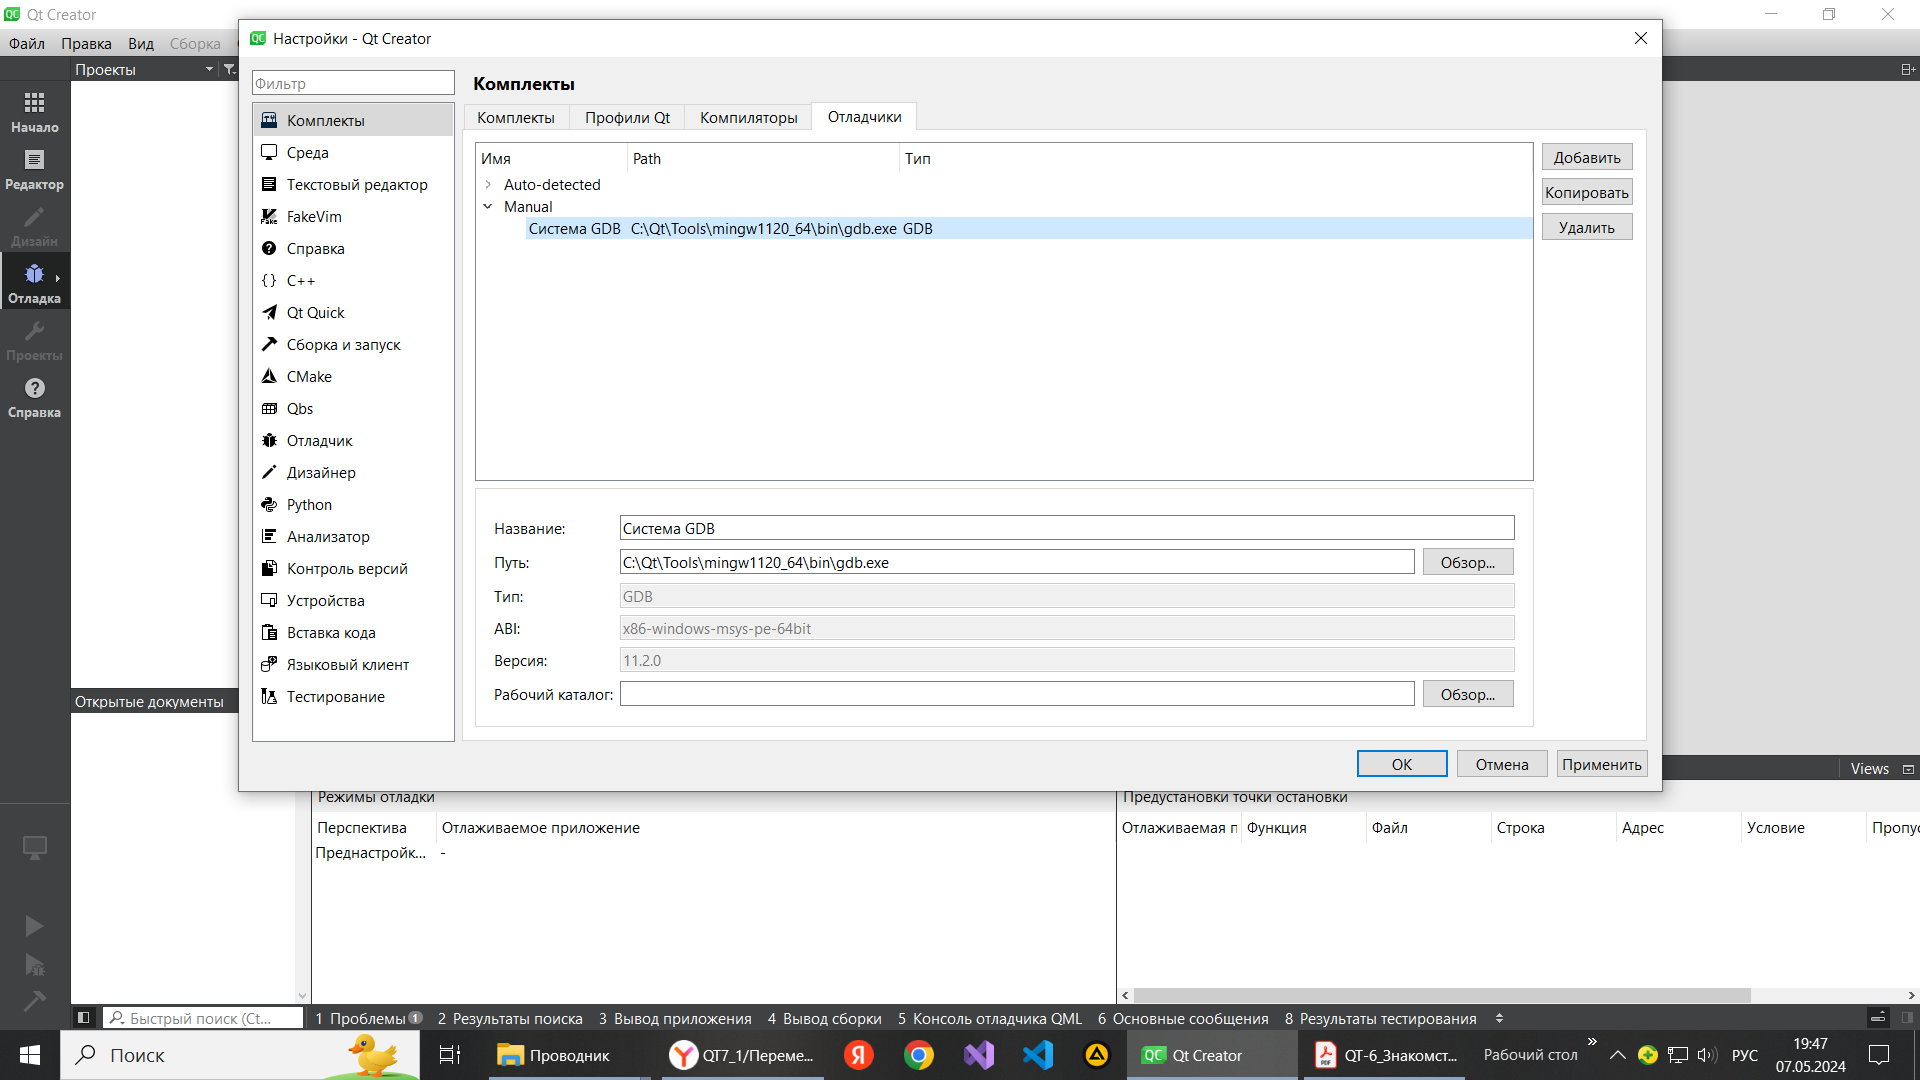 Qt Creator
Файл Правка Вид Сборка
Проекты
Начало
Редактор
Дизайн
Отладка
Проекты
Справка
Открытые документы
Настройки - Qt Creator
Фильтр
Комплекты
Среда
Текстовый редактор
FakeVim
Справка
C++
Qt Quick
Сборка и запуск
CMake
Qbs
Отладчик
Дизайнер
Python
Анализатор
Контроль версий
Устройства
Вставка кода
Языковый клиент
Тестирование
Комплекты
Комплекты Профили Qt Компиляторы Отладчики
Имя Path Тип
Auto-detected
Manual
Система GDB C:\Qt\Tools\mingw1120_64\bin\gdb.exe GDB
Добавить
Копировать
Удалить
Название: Система GDB
Путь: C:\Qt\Tools\mingw1120_64\bin\gdb.exe Обзор...
Тип: GDB
ABI: x86-windows-msys-pe-64bit
Версия: 11.2.0
Рабочий каталог: Обзор...
OK Отмена Применить
Views
Режимы отладки
Перспектива Отлаживаемое приложение
Преднастройк... -
Предустановки точки остановки
Отлаживаемая п Функция Файл Строка Адрес Условие Пропус
Быстрый поиск (Ct... 1 Проблемы 1 2 Результаты поиска 3 Вывод приложения 4 Вывод сборки 5 Консоль отладчика QML 6 Основные сообщения 8 Результаты тестирования
Поиск Проводник QT7_1/Переме... Qt Creator QT-6_Знакомст... Рабочий стол » РУС 19:47
07.05.2024